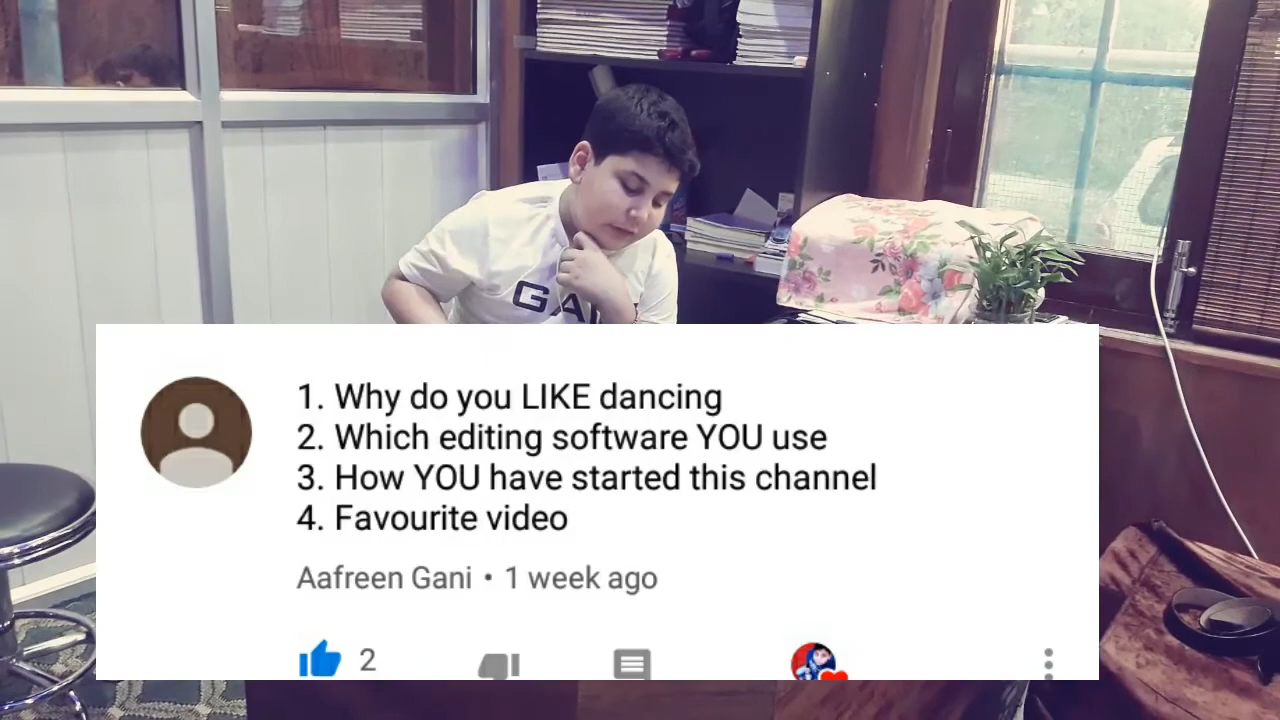 GA
1. Why do you LIKE dancing
2. Which editing software YOU use
3. How YOU have started this channel
4. Favourite video
Aafreen Gani • 1 week ago
2